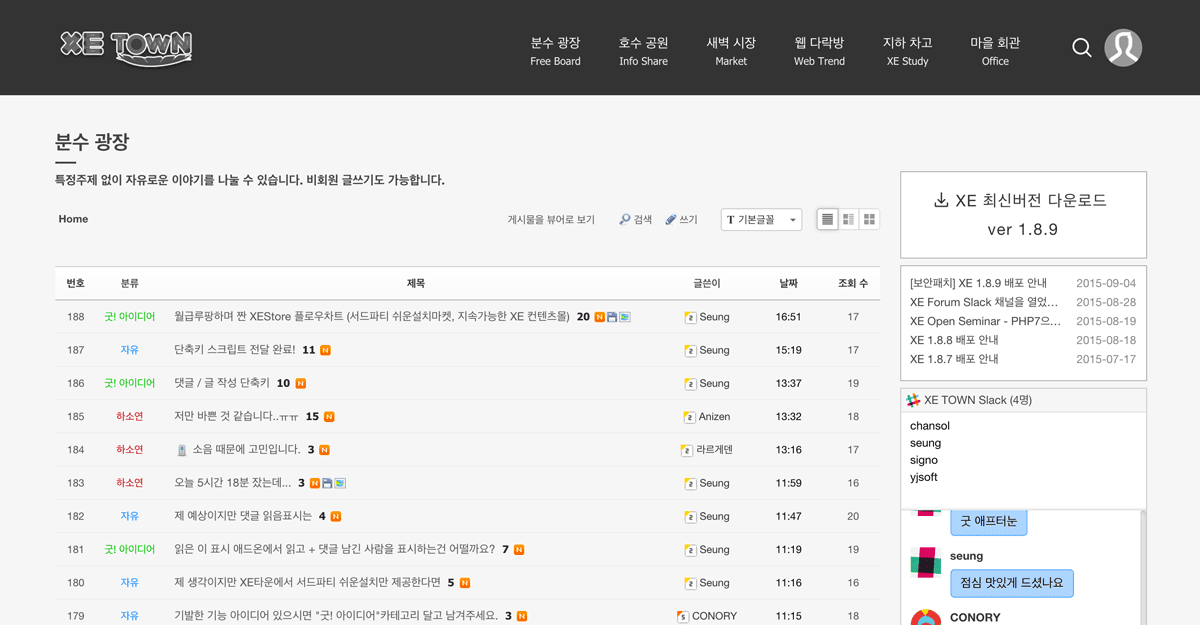 XE TOWN
분수 광장
Free Board
호수 공원
Info Share
새벽 시장
Market
웹 다락방
Web Trend
지하 차고
XE Study
마을 회관
Office
분수 광장
특정주제 없이 자유로운 이야기를 나눌 수 있습니다. 비회원 글쓰기도 가능합니다.
Home
게시물을 뷰어로 보기 검색 쓰기 T 기본글꼴
번호 분류 제목 글쓴이 날짜 조회 수
188 굿! 아이디어 월급루팡하며 짠 XEStore 플로우차트 (서드파티 쉬운설치마켓, 지속가능한 XE 컨텐츠몰) 20 N 2 Seung 16:51 17
187 자유 단축키 스크립트 전달 완료! 11 N 2 Seung 15:19 17
186 굿! 아이디어 댓글 / 글 작성 단축키 10 N 2 Seung 13:37 19
185 하소연 저만 바쁜 것 같습니다..ㅠㅠ 15 N 2 Anizen 13:32 18
184 하소연 소음 때문에 고민입니다. 3 N 2 라르게덴 13:16 17
183 하소연 오늘 5시간 18분 잤는데... 3 N 2 Seung 11:59 16
182 자유 제 예상이지만 댓글 읽음표시는 4 N 2 Seung 11:47 20
181 굿! 아이디어 읽은 이 표시 애드온에서 읽고 + 댓글 남긴 사람을 표시하는건 어떨까요? 7 N 2 Seung 11:19 19
180 자유 제 생각이지만 XE타운에서 서드파티 쉬운설치만 제공한다면 5 N 2 Seung 11:16 16
179 자유 기발한 기능 아이디어 있으시면 "굿! 아이디어"카테고리 달고 남겨주세요. 3 N 5 CONORY 11:15 18
XE 최신버전 다운로드
ver 1.8.9
[보안패치] XE 1.8.9 배포 안내 2015-09-04
XE Forum Slack 채널을 열었... 2015-08-28
XE Open Seminar - PHP7으... 2015-08-19
XE 1.8.8 배포 안내 2015-08-18
XE 1.8.7 배포 안내 2015-07-17
XE TOWN Slack (4명)
chansol
seung
signo
yjsoft
굿 애프터눈
seung
점심 맛있게 드셨나요
CONORY